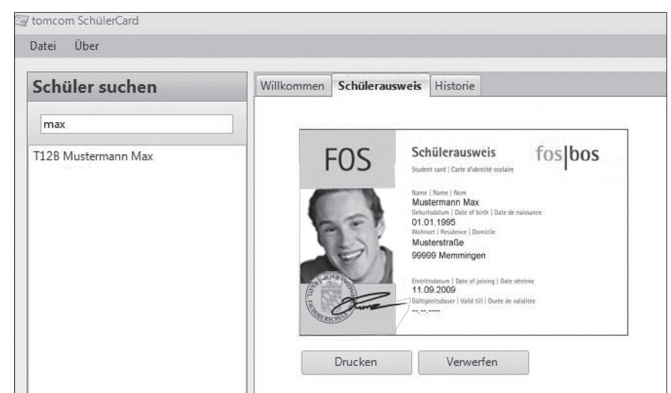 tomcom SchülerCard
Datei Über
Schüler suchen
max
T12B Mustermann Max
Willkommen Schülerausweis Historie
FOS
Schülerausweis
fos|bos
Student card | Carte d'identité scolaire
Name | Name | Nom
Mustermann Max
Geburtsdatum | Date of birth | Date de naissance
01.01.1995
Wohnort | Residence | Domicile
Musterstraße
99999 Memmingen
Eintrittsdatum | Date of joining | Date dentrée
11.09.2009
Gültigkeitsdauer | Valid till | Durée de validitée
--.--.----
Drucken Verwerfen